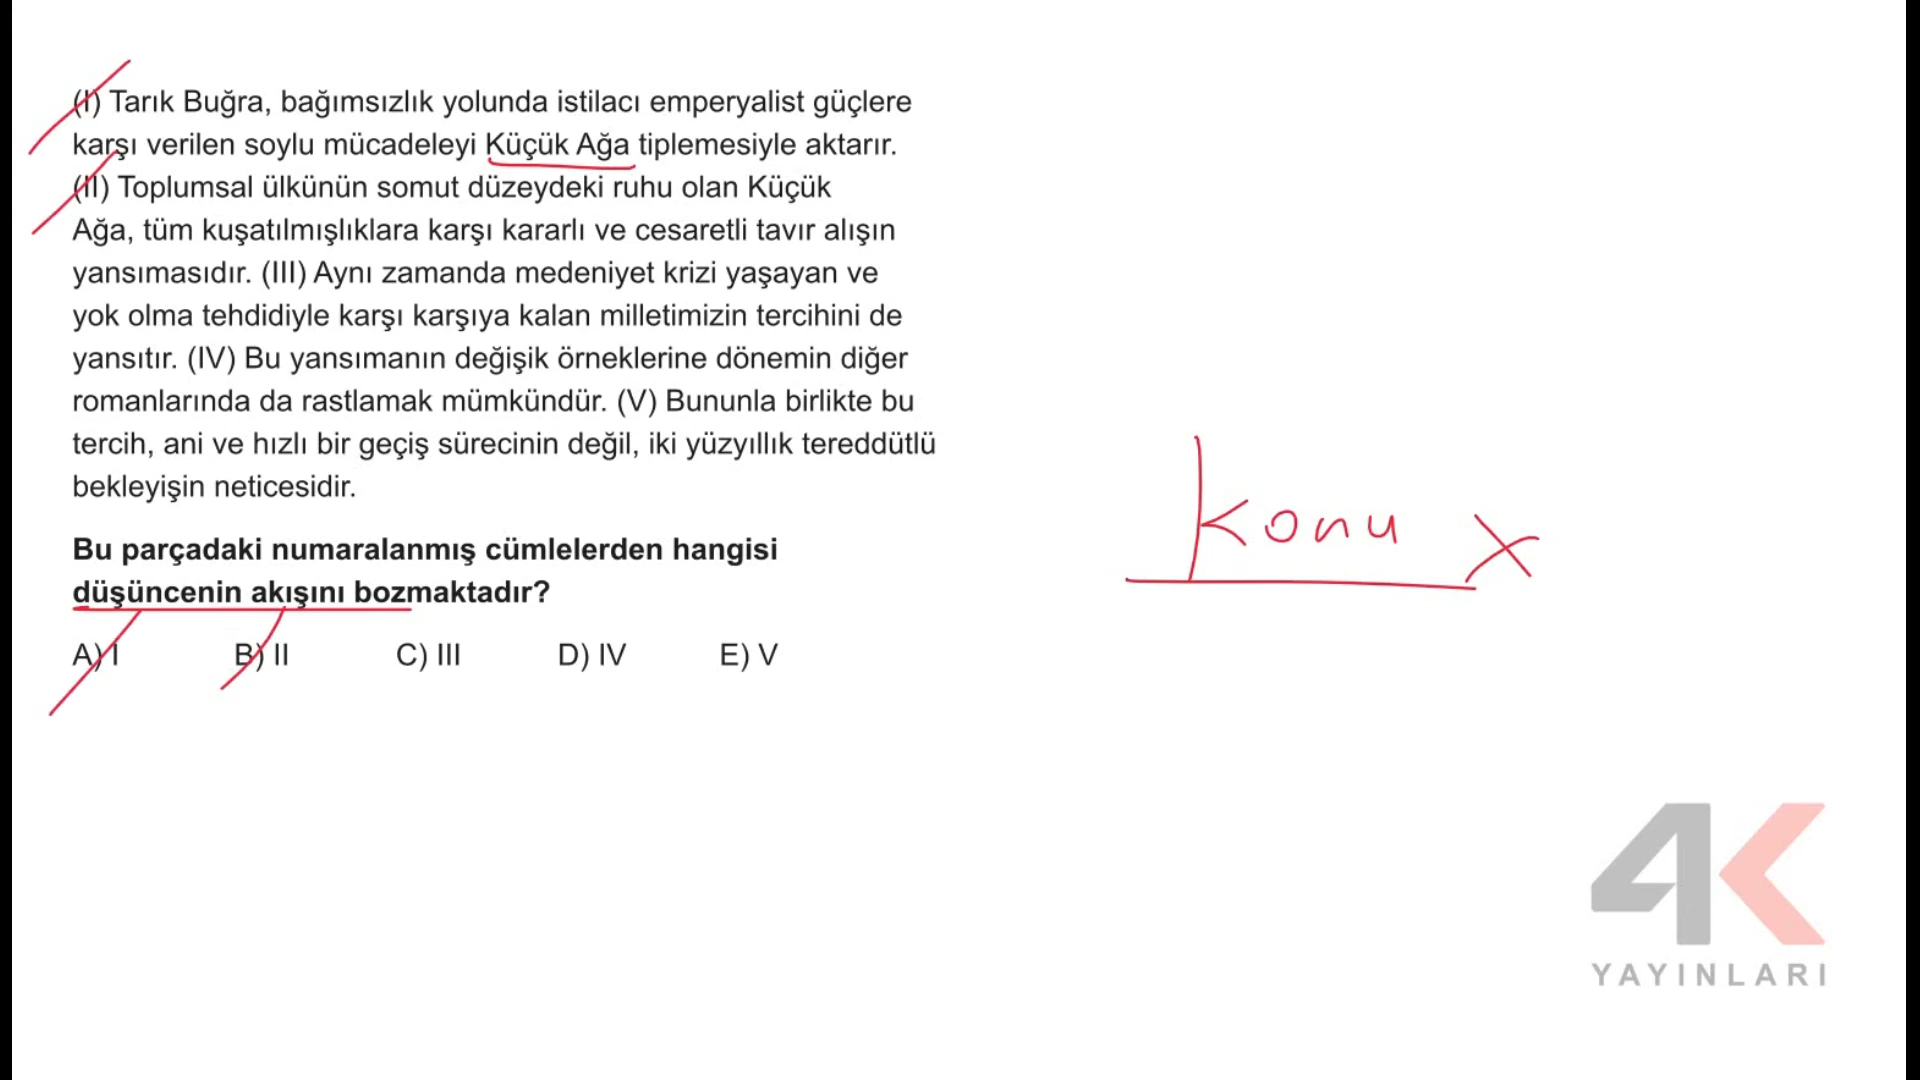 (I) Tarık Buğra, bağımsızlık yolunda istilacı emperyalist güçlere
karşı verilen soylu mücadeleyi Küçük Ağa tiplemesiyle aktarır.
(II) Toplumsal ülkünün somut düzeydeki ruhu olan Küçük
Ağa, tüm kuşatılmışlıklara karşı kararlı ve cesaretli tavır alışın
yansımasıdır. (III) Aynı zamanda medeniyet krizi yaşayan ve
yok olma tehdidiyle karşı karşıya kalan milletimizin tercihini de
yansıtır. (IV) Bu yansımanın değişik örneklerine dönemin diğer
romanlarında da rastlamak mümkündür. (V) Bununla birlikte bu
tercih, ani ve hızlı bir geçiş sürecinin değil, iki yüzyıllık tereddütlü
bekleyişin neticesidir.
Bu parçadaki numaralanmış cümlelerden hangisi
düşüncenin akışını bozmaktadır?
A) I B) II C) III D) IV E) V
Konu X
4K
YAYINLARI